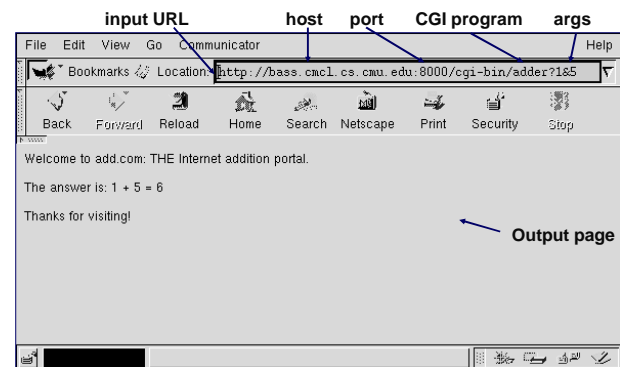 input URL host port CGI program args
File Edit View Go Communicator Help
Bookmarks Location: http://bass.cmcl.cs.cmu.edu:8000/cgi-bin/adder?1&5
Back Forward Reload Home Search Netscape Print Security Stop
Welcome to add.com: THE Internet addition portal.
The answer is: 1 + 5 = 6
Thanks for visiting!
Output page